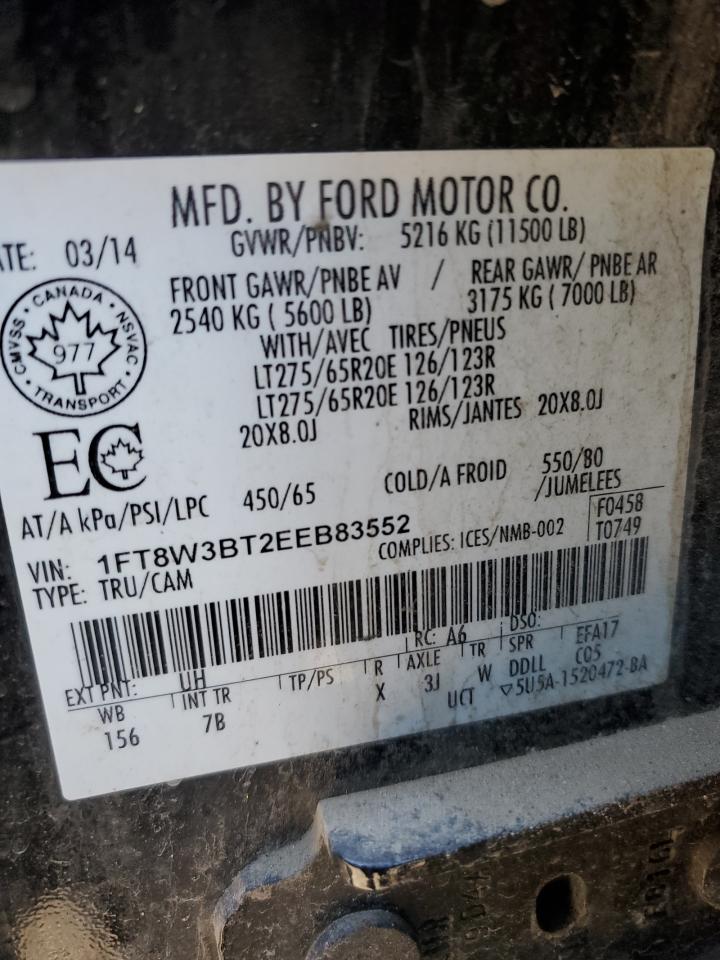 MFD. BY FORD MOTOR CO.
ATE: 03/14
GVWR/PNBV: 5216 KG (11500 LB)
FRONT GAWR/PNBE AV / REAR GAWR/ PNBE AR
2540 KG ( 5600 LB) 3175 KG ( 7000 LB)
WITH/AVEC TIRES/PNEUS
LT275/65R20E 126/123R
LT275/65R20E 126/123R
20X8.0J RIMS/JANTES 20X8.0J
CANADA
CMVSS • NSVAC
977
TRANSPORT
EC
AT/A kPa/PSI/LPC 450/65 COLD/A FROID 550/80
/JUMELEES
VIN: 1FT8W3BT2EEB83552
COMPLIES: ICES/NMB-002
F0458
T0749
TYPE: TRU/CAM
EXT PNT: UH RC: A6 DSO:
WB INT TR TP/PS R AXLE TR SPR EFA17
156 7B X 3J W DDLL C05
UCT ▽5U5A-1520472-BA